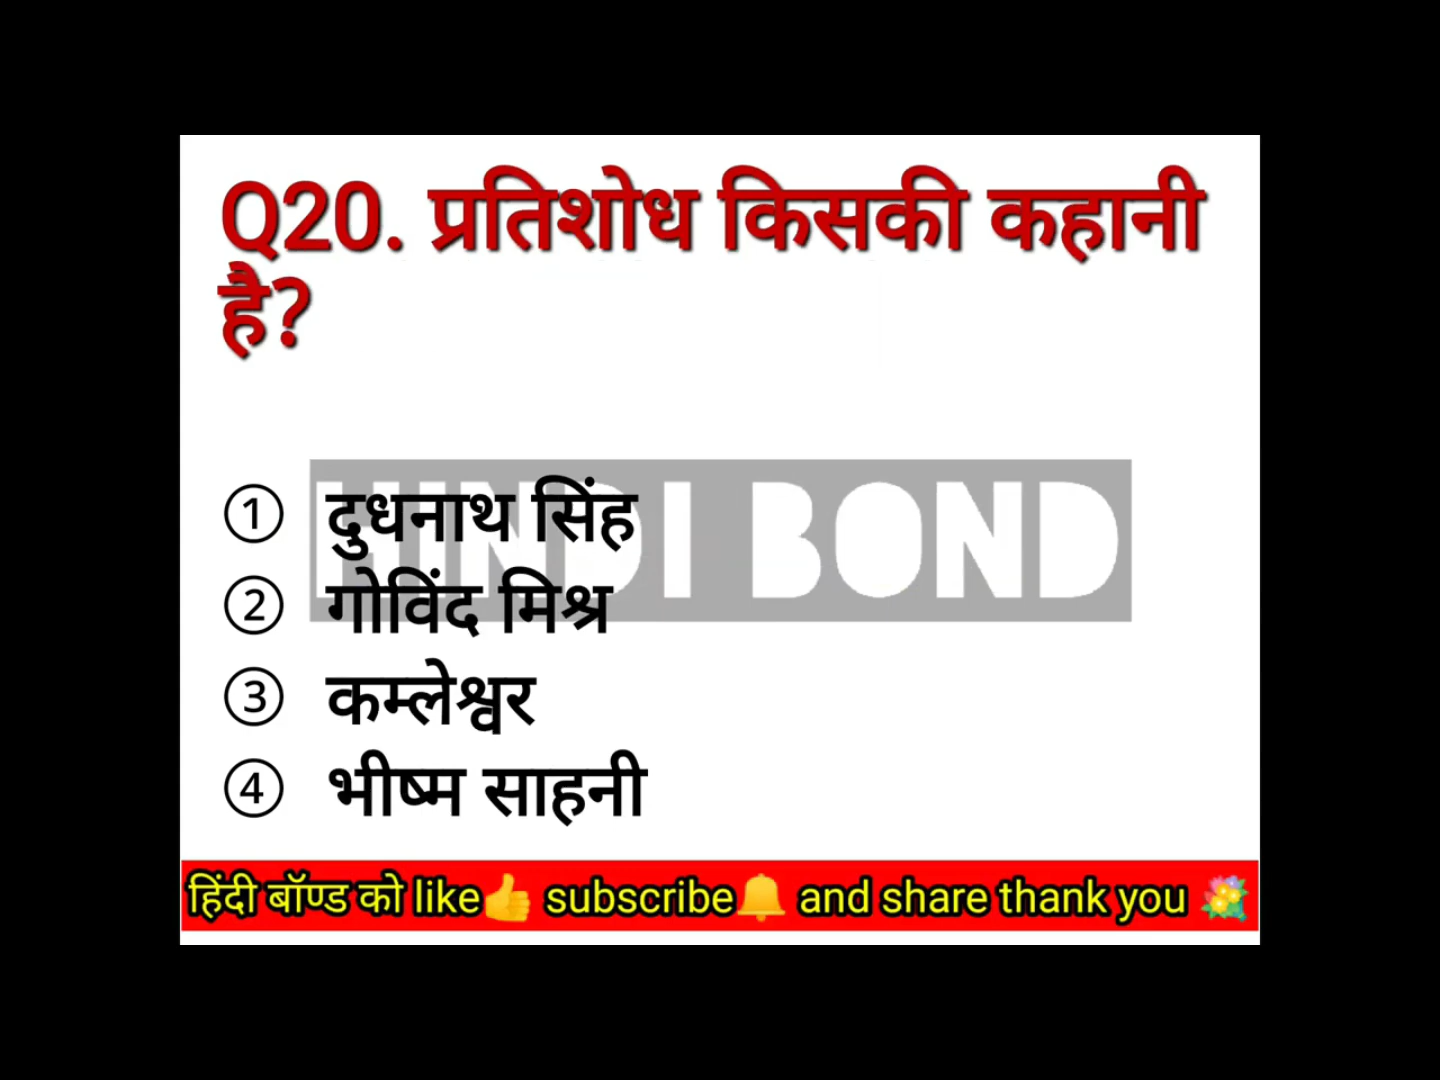 Q20. प्रतिशोध किसकी कहानी
है?
HINDI BOND
① दुधनाथ सिंह
② गोविंद मिश्र
③ कम्लेश्वर
④ भीष्म साहनी
हिंदी बॉण्ड को like👍 subscribe🔔 and share thank you 💐